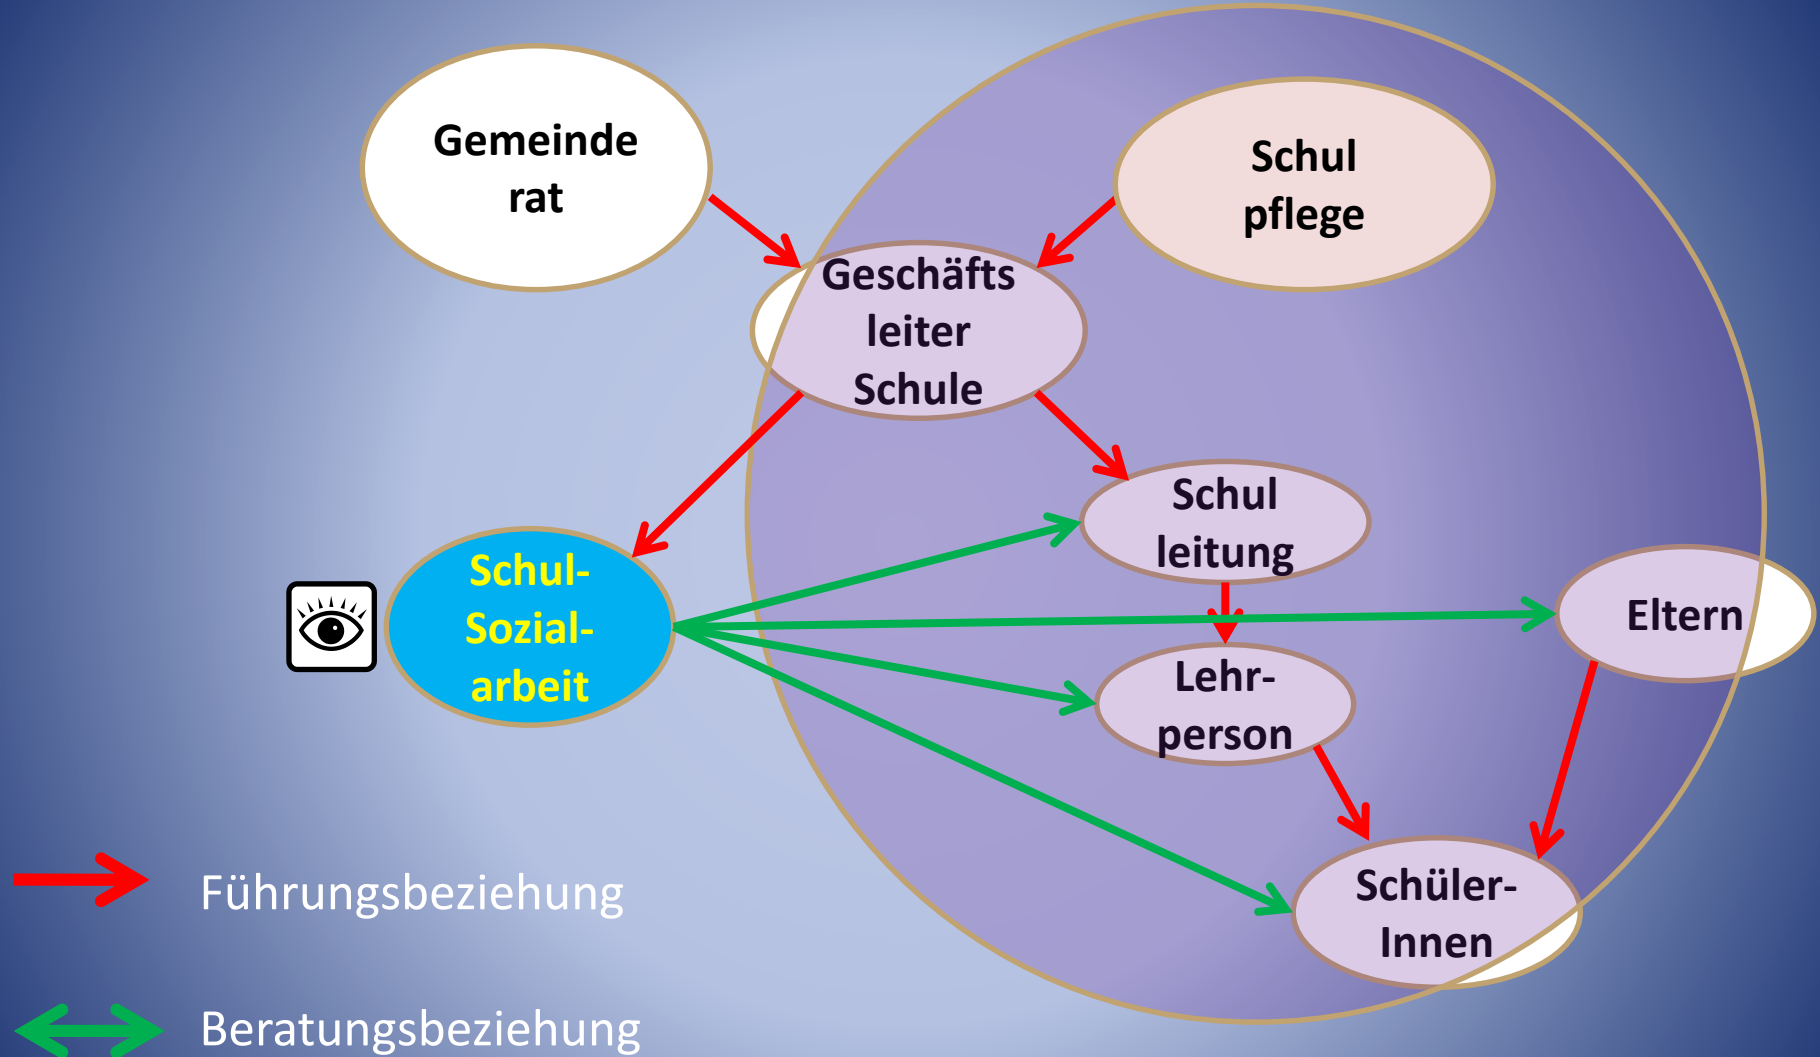 Gemeinde
rat
Schul
pflege
Geschäfts
leiter
Schule
Schul
leitung
Schul-
Sozial-
arbeit
Eltern
Lehr-
person
Schüler-
Innen
Führungsbeziehung
Beratungsbeziehung